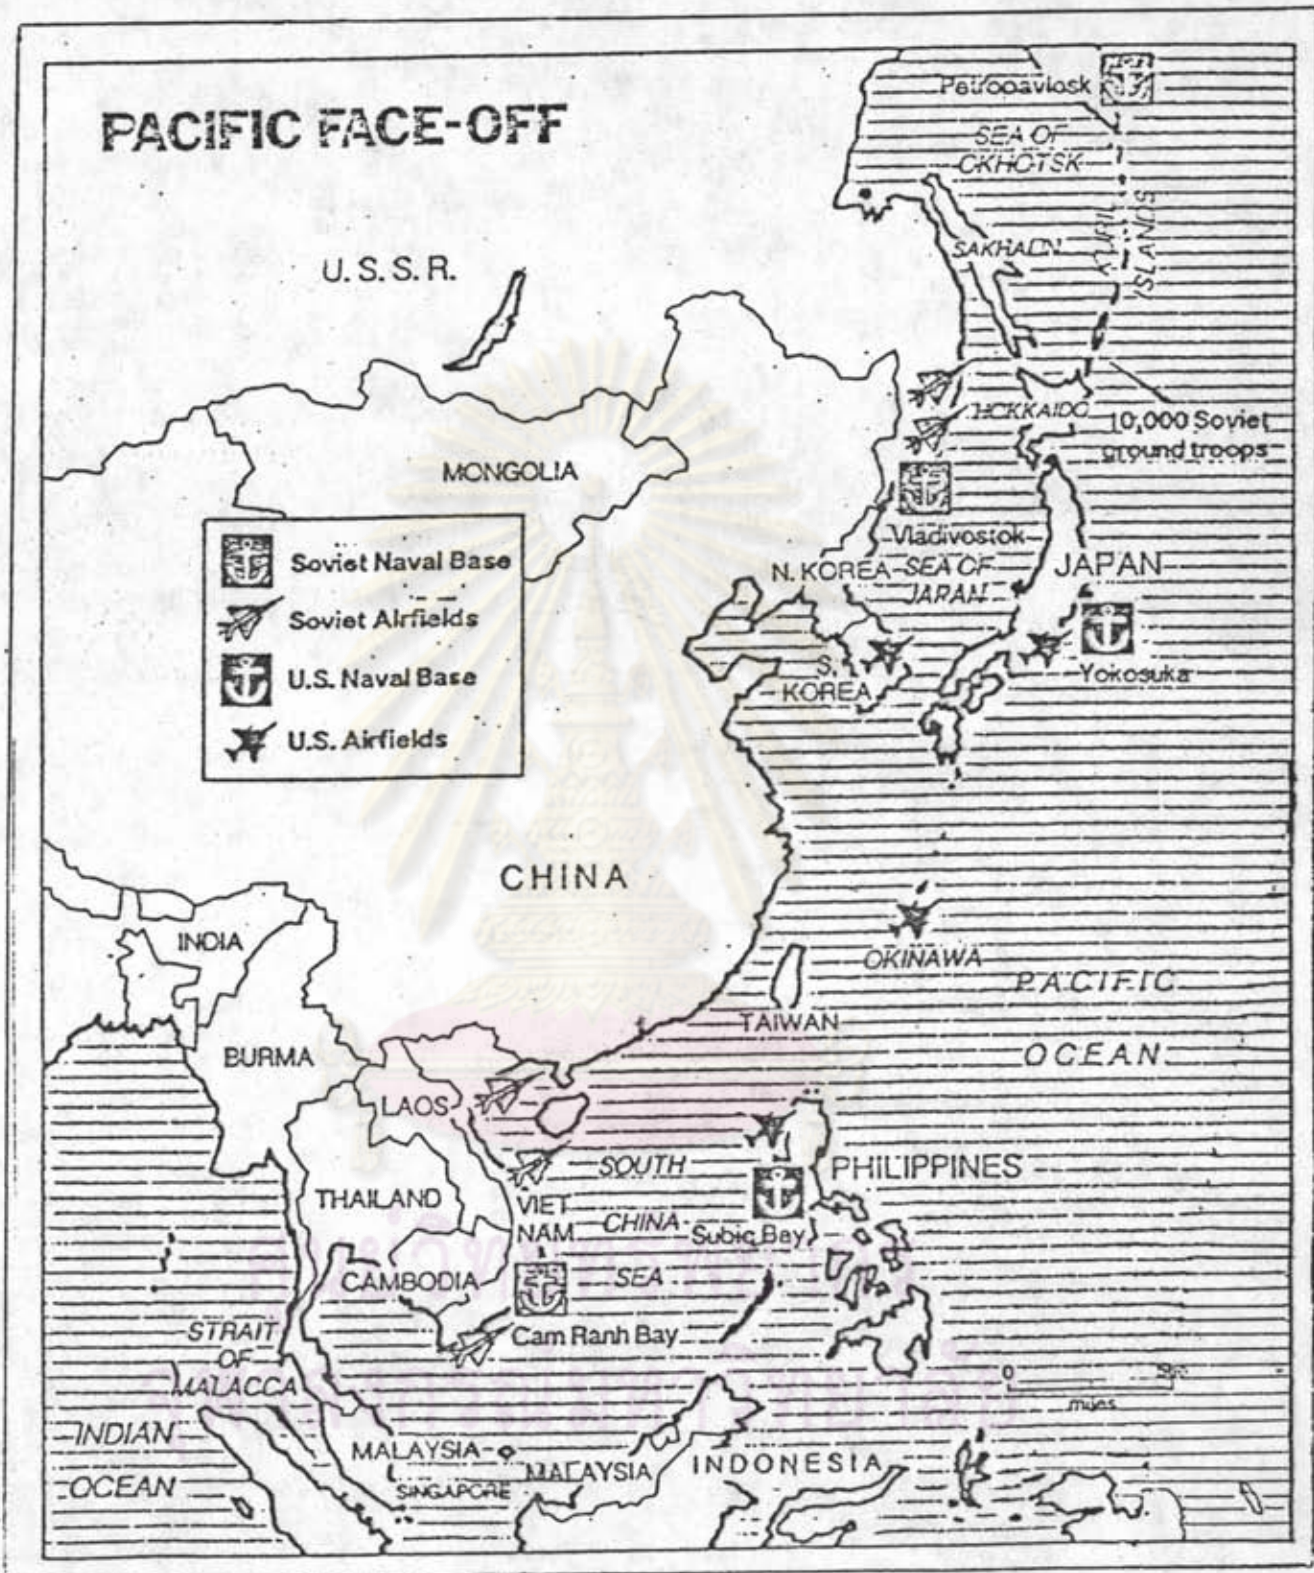 PACIFIC FACE-OFF
Petropavlosk
SEA OF
OKHOTSK
KURIL
ISLANDS
SAKHALIN
U.S.S.R.
HOKKAIDO
10,000 Soviet
ground troops
MONGOLIA
Soviet Naval Base
Soviet Airfields
U.S. Naval Base
U.S. Airfields
Vladivostok
N. KOREA
SEA OF
JAPAN
JAPAN
S.
KOREA
Yokosuka
CHINA
INDIA
OKINAWA
PACIFIC
OCEAN
TAIWAN
BURMA
LAOS
SOUTH
CHINA
SEA
PHILIPPINES
THAILAND
VIET
NAM
Subic Bay
CAMBODIA
Cam Ranh Bay
STRAIT
OF
MALACCA
0
miles
INDIAN
OCEAN
MALAYSIA
SINGAPORE
MALAYSIA
INDONESIA